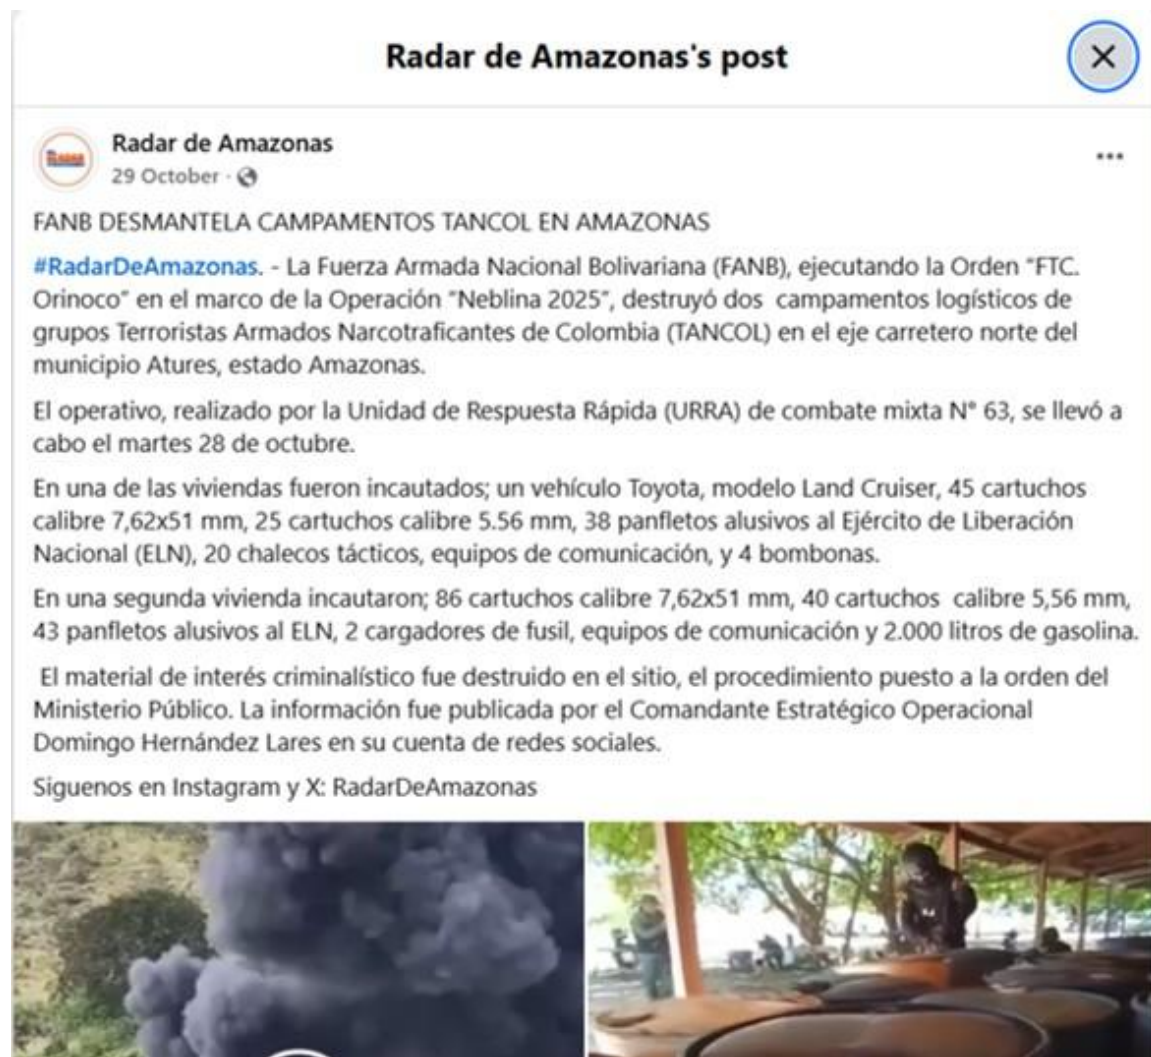 Radar de Amazonas's post
Radar de Amazonas
29 October ·
FANB DESMANTELA CAMPAMENTOS TANCOL EN AMAZONAS
#RadarDeAmazonas. - La Fuerza Armada Nacional Bolivariana (FANB), ejecutando la Orden "FTC.
Orinoco" en el marco de la Operación "Neblina 2025", destruyó dos campamentos logísticos de
grupos Terroristas Armados Narcotraficantes de Colombia (TANCOL) en el eje carretero norte del
municipio Atures, estado Amazonas.
El operativo, realizado por la Unidad de Respuesta Rápida (URRA) de combate mixta N° 63, se llevó a
cabo el martes 28 de octubre.
En una de las viviendas fueron incautados; un vehículo Toyota, modelo Land Cruiser, 45 cartuchos
calibre 7,62x51 mm, 25 cartuchos calibre 5.56 mm, 38 panfletos alusivos al Ejército de Liberación
Nacional (ELN), 20 chalecos tácticos, equipos de comunicación, y 4 bombonas.
En una segunda vivienda incautaron; 86 cartuchos calibre 7,62x51 mm, 40 cartuchos calibre 5,56 mm,
43 panfletos alusivos al ELN, 2 cargadores de fusil, equipos de comunicación y 2.000 litros de gasolina.
El material de interés criminalístico fue destruido en el sitio, el procedimiento puesto a la orden del
Ministerio Público. La información fue publicada por el Comandante Estratégico Operacional
Domingo Hernández Lares en su cuenta de redes sociales.
Siguenos en Instagram y X: RadarDeAmazonas